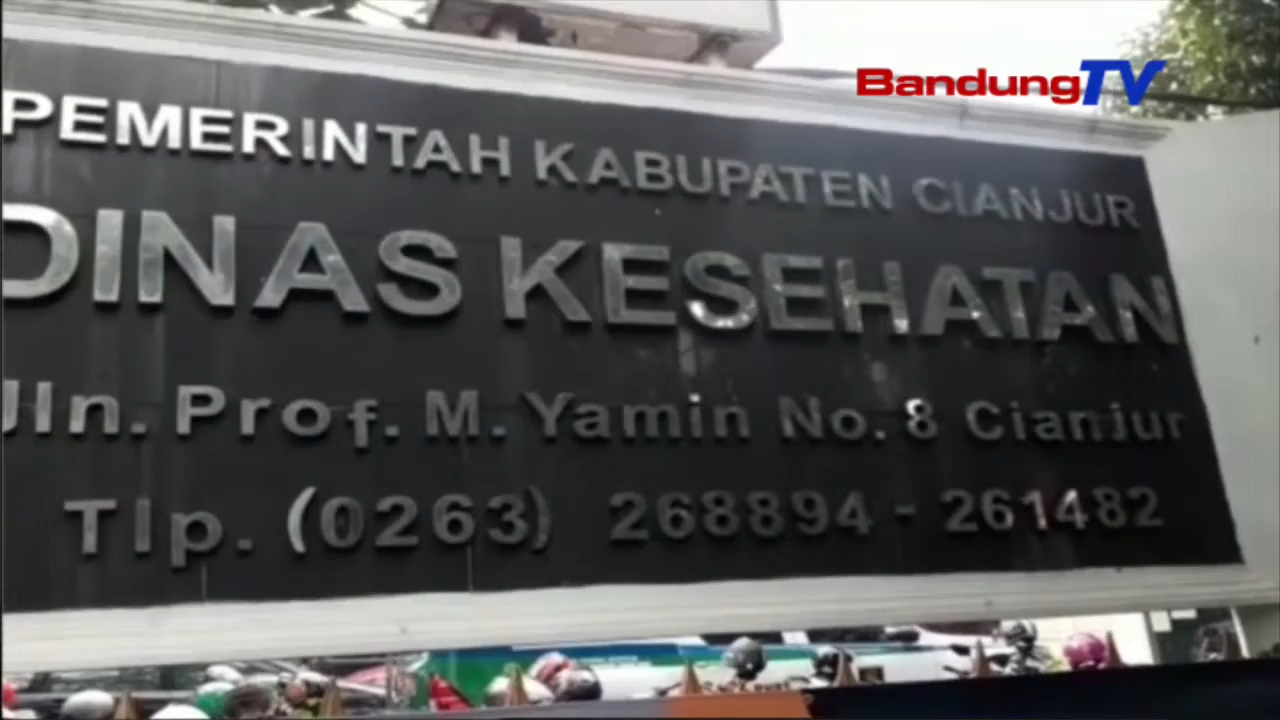 BandungTV
PEMERINTAH KABUPATEN CIANJUR
DINAS KESEHATAN
Jln. Prof. M. Yamin No. 8 Cianjur
Tlp. (0263) 268894 - 261482